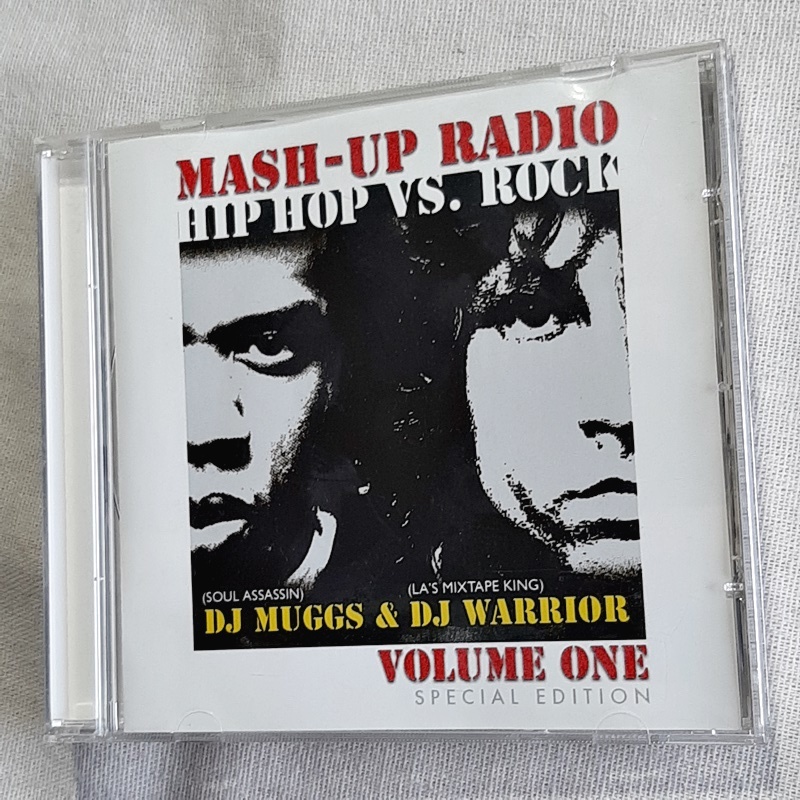 MASH-UP RADIO
HIP HOP VS. ROCK
(SOUL ASSASSIN) (LA'S MIXTAPE KING)
DJ MUGGS & DJ WARRIOR
VOLUME ONE
SPECIAL EDITION